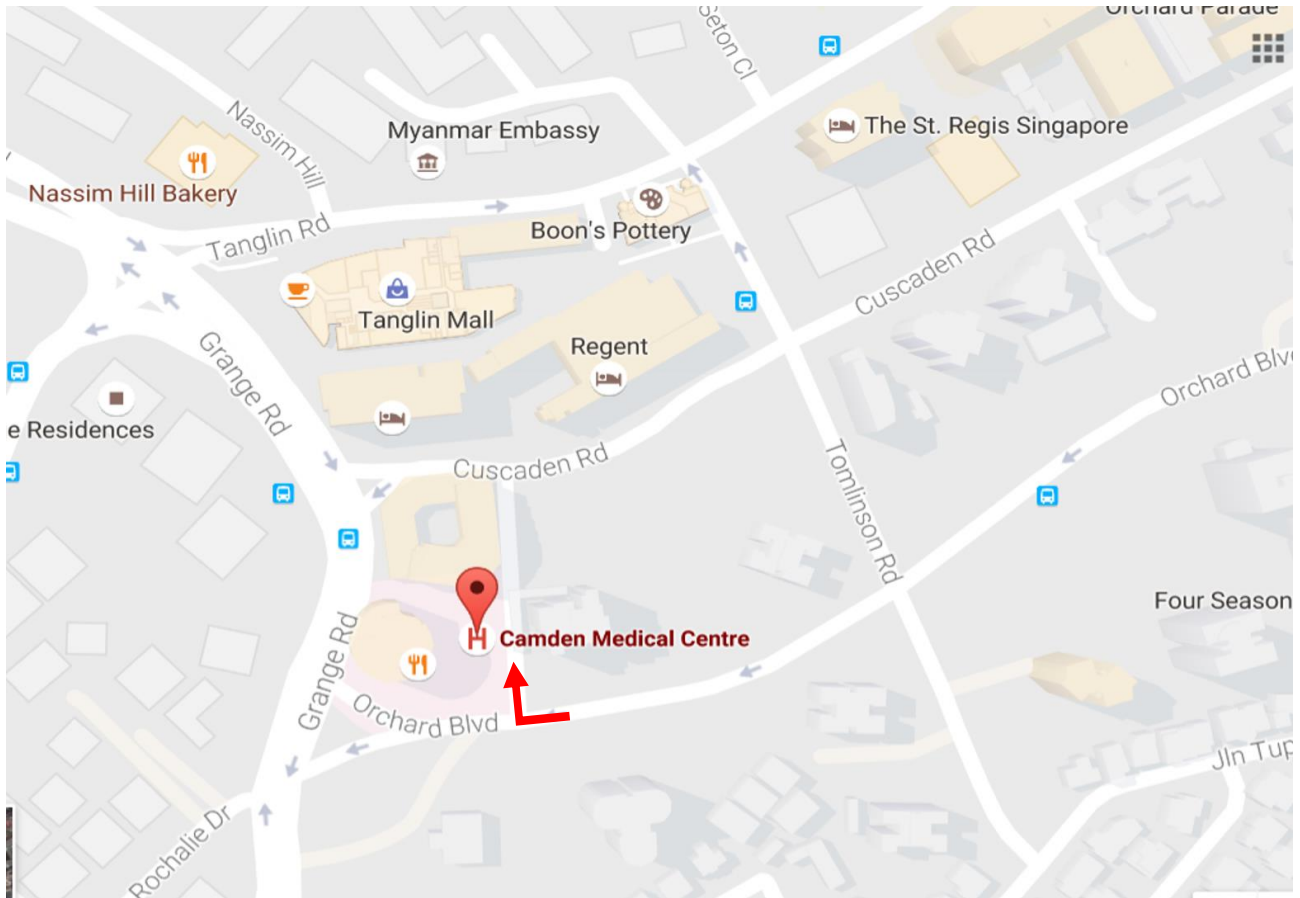 Orchard Parade
Seton Cl
The St. Regis Singapore
Myanmar Embassy
Nassim Hill
Nassim Hill Bakery
Boon's Pottery
Tanglin Rd
Cuscaden Rd
Tanglin Mall
Regent
Grange Rd
Orchard Blv
e Residences
Cuscaden Rd
Tomlinson Rd
Four Season
H Camden Medical Centre
Grange Rd
Orchard Blvd
Jln Tup
Rochalie Dr